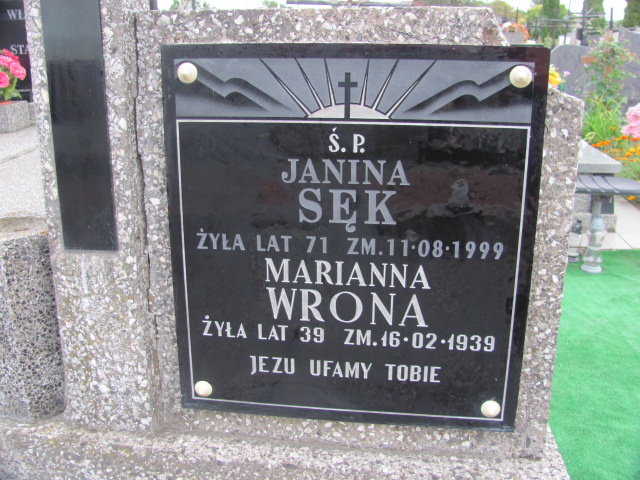 Ś. P.
JANINA
SĘK
ŻYŁA LAT 71 ZM. 11·08·1999
MARIANNA
WRONA
ŻYŁA LAT 39 ZM. 16·02·1939
JEZU UFAMY TOBIE